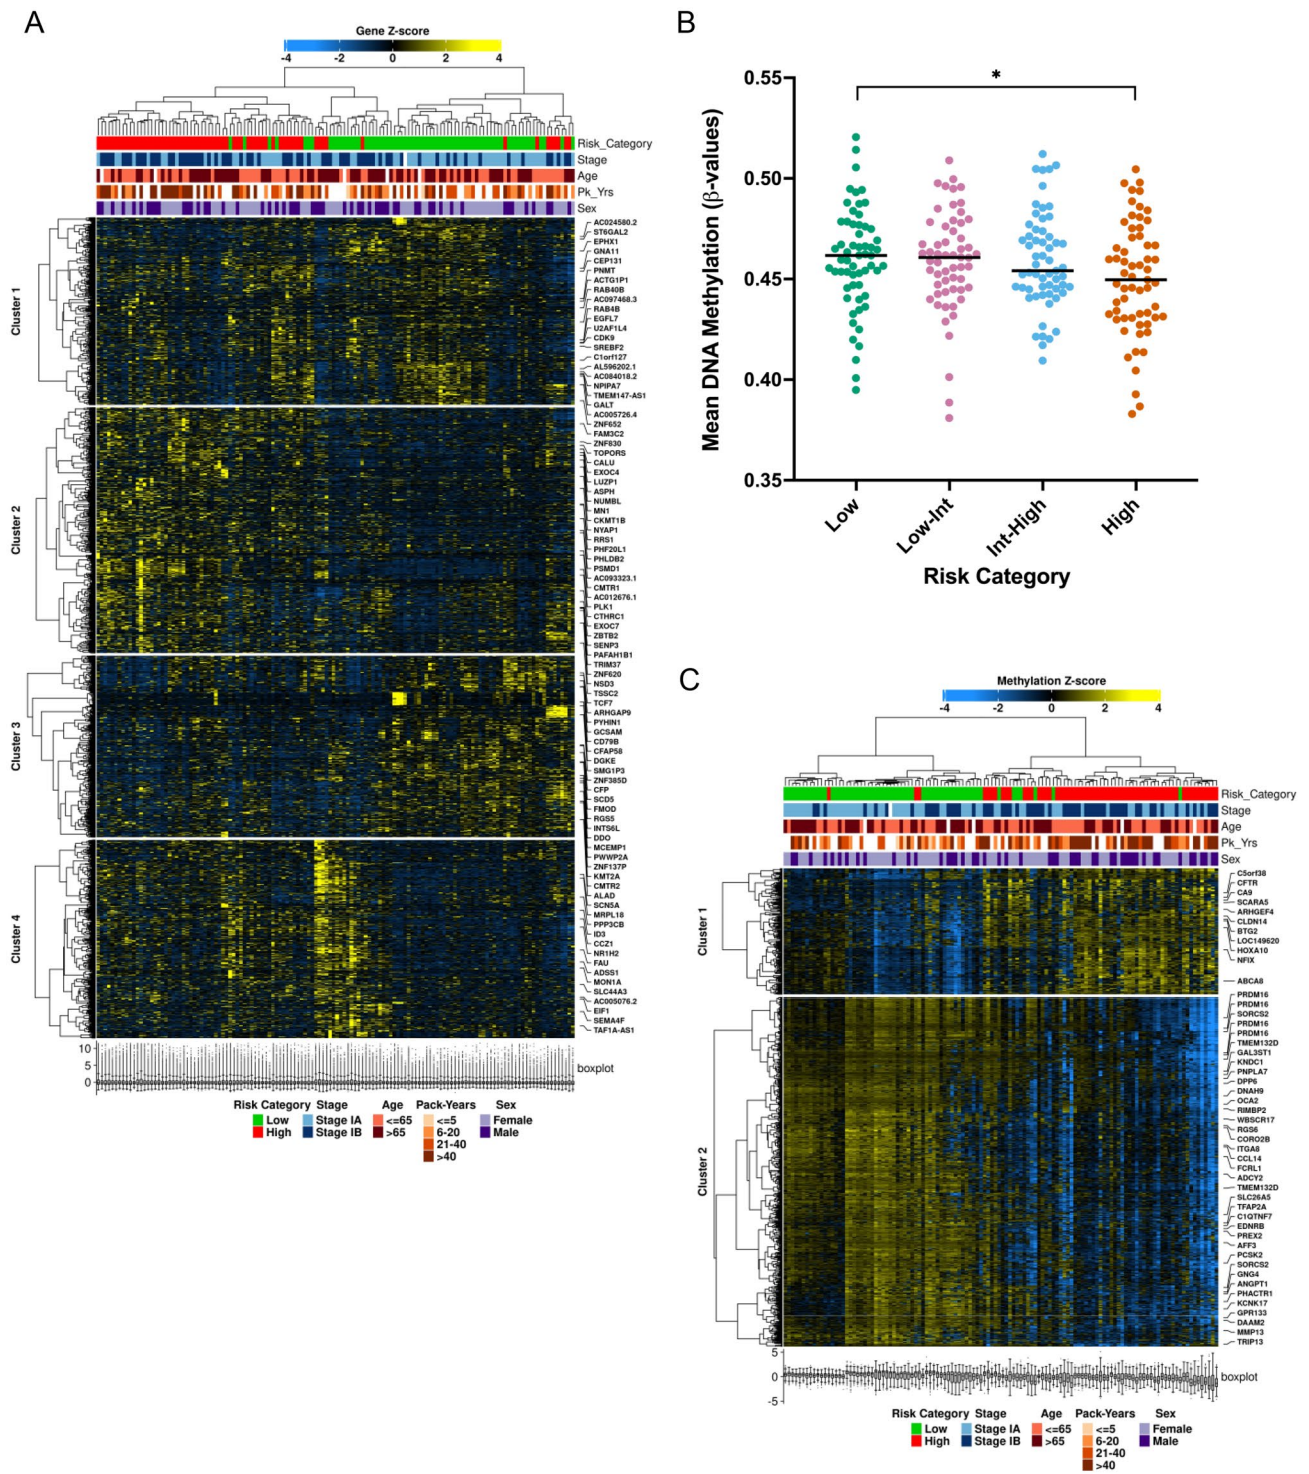 A
Gene Z-score
-4 -2 0 2 4
Risk_Category
Stage
Age
Pk_Yrs
Sex
Cluster 1
Cluster 2
Cluster 3
Cluster 4
AC024580.2
ST6GAL2
EPHX1
GNA11
CEP131
PNMT
ACTG1P1
RAB40B
AC097468.3
RAB4B
EGFL7
U2AF1L4
CDK9
SREBF2
C1orf127
AL596202.1
AC084018.2
NPIPA7
TMEM147-AS1
GALT
AC005726.4
ZNF652
FAM3C2
ZNF830
TOPORS
CALU
EXOC4
LUZP1
ASPH
NUMBL
MN1
CKMT1B
NYAP1
RRS1
PHF20L1
PHLDB2
PSMD1
AC093323.1
CMTR1
AC012676.1
PLK1
CTHRC1
EXOC7
ZBTB2
SENP3
PAFAH1B1
TRIM37
ZNF620
NSD3
TSSC2
TCF7
ARHGAP9
PYHIN1
GCSAM
CD79B
CFAP58
DGKE
SMG1P3
ZNF385D
CFP
SCD5
FMOD
RGS5
INTS6L
DDO
MCEMP1
PWWP2A
ZNF137P
KMT2A
CMTR2
ALAD
SCN5A
MRPL18
PPP3CB
ID3
CCZ1
NR1H2
FAU
ADSS1
MON1A
SLC44A3
AC005076.2
EIF1
SEMA4F
TAF1A-AS1
10
5
0
boxplot
Risk Category Stage Age Pack-Years Sex
Low Stage IA <=65 <=5 Female
High Stage IB >65 6-20 Male
21-40
>40
B
*
0.55
0.50
0.45
0.40
0.35
Mean DNA Methylation (β-values)
Low Low-Int Int-High High
Risk Category
C
Methylation Z-score
-4 -2 0 2 4
Risk_Category
Stage
Age
Pk_Yrs
Sex
Cluster 1
Cluster 2
C5orf38
CFTR
CA9
SCARA5
ARHGEF4
CLDN14
BTG2
LOC149620
HOXA10
NFIX
ABCA8
PRDM16
PRDM16
SORCS2
PRDM16
PRDM16
TMEM132D
GAL3ST1
KNDC1
PNPLA7
DPP6
DNAH9
OCA2
RIMBP2
WBSCR17
RGS6
CORO2B
ITGA8
CCL14
FCRL1
ADCY2
TMEM132D
SLC26A5
TFAP2A
C1QTNF7
EDNRB
PREX2
AFF3
PCSK2
SORCS2
GNG4
ANGPT1
PHACTR1
KCNK17
GPR133
DAAM2
MMP13
TRIP13
5
0
-5
boxplot
Risk Category Stage Age Pack-Years Sex
Low Stage IA <=65 <=5 Female
High Stage IB >65 6-20 Male
21-40
>40